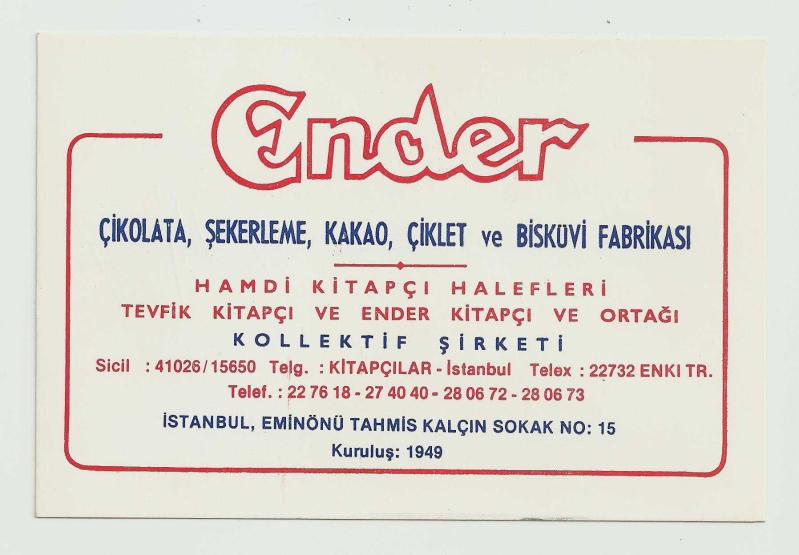 Ender
ÇİKOLATA, ŞEKERLEME, KAKAO, ÇİKLET ve BİSKÜVİ FABRİKASI
HAMDİ KİTAPÇI HALEFLERİ
TEVFİK KİTAPÇI VE ENDER KİTAPÇI VE ORTAĞI
KOLLEKTİF ŞİRKETİ
Sicil : 41026/15650 Telg. : KİTAPÇILAR - İstanbul Telex : 22732 ENKI TR.
Telef. : 22 76 18 - 27 40 40 - 28 06 72 - 28 06 73
İSTANBUL, EMİNÖNÜ TAHMİS KALÇIN SOKAK NO: 15
Kuruluş: 1949